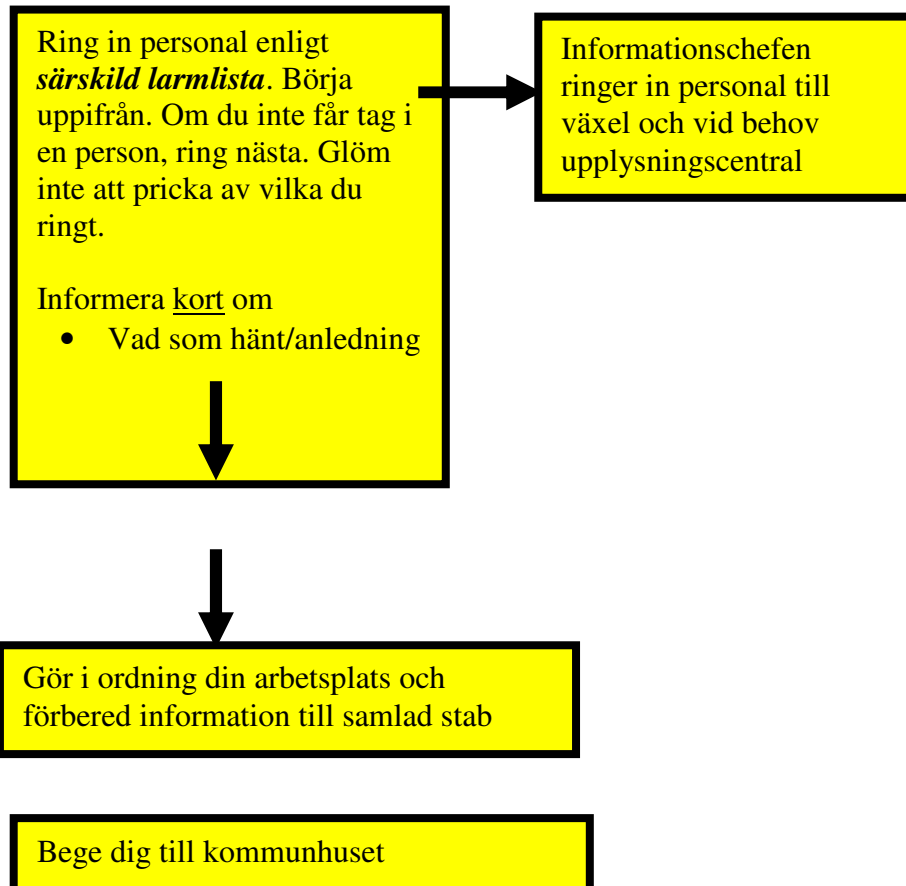 Ring in personal enligt
särskild larmlista. Börja
uppifrån. Om du inte får tag i
en person, ring nästa. Glöm
inte att pricka av vilka du
ringt.
Informera kort om
• Vad som hänt/anledning
Informationschefen
ringer in personal till
växel och vid behov
upplysningscentral
Gör i ordning din arbetsplats och
förbered information till samlad stab
Bege dig till kommunhuset